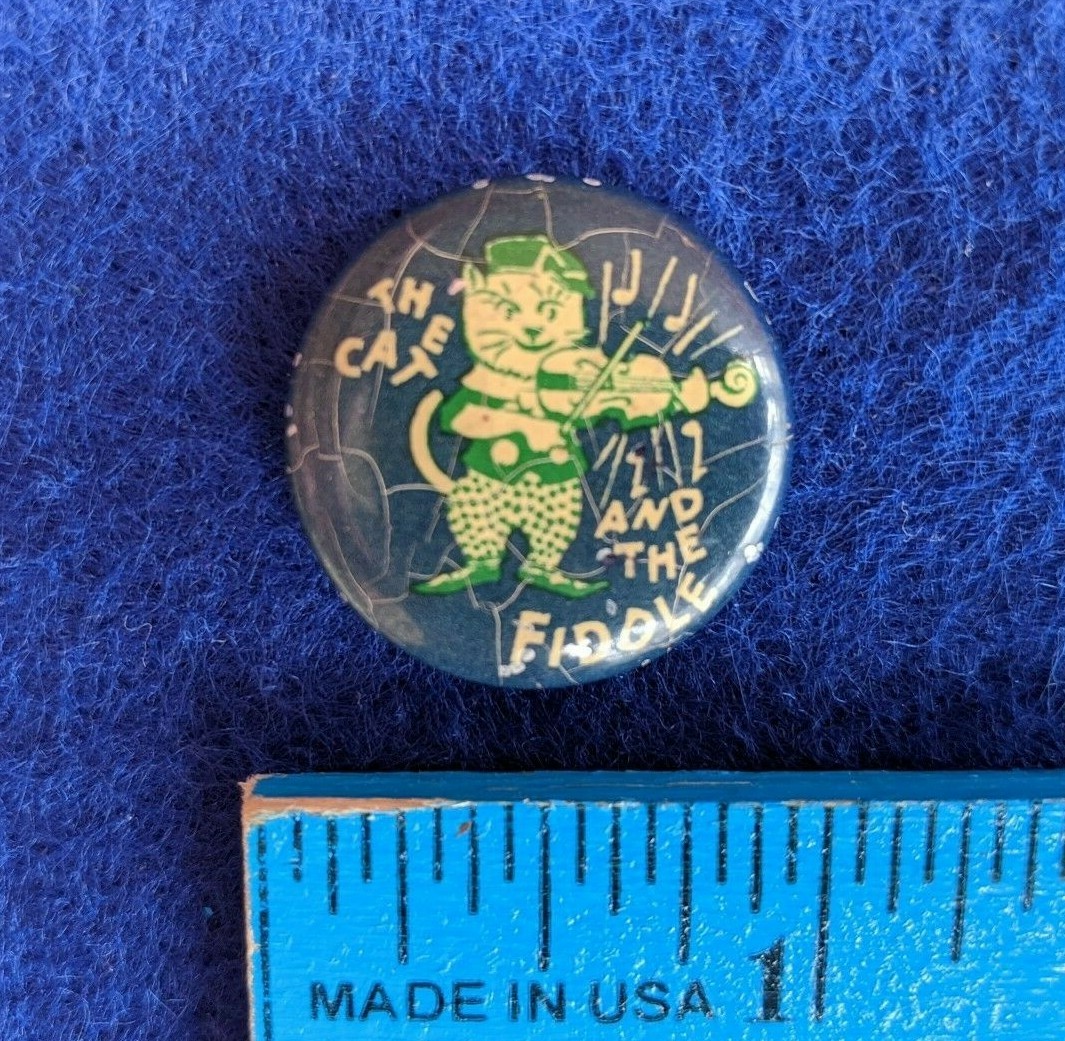 THE
CAT
AND
THE
FIDDLE
1
MADE IN USA